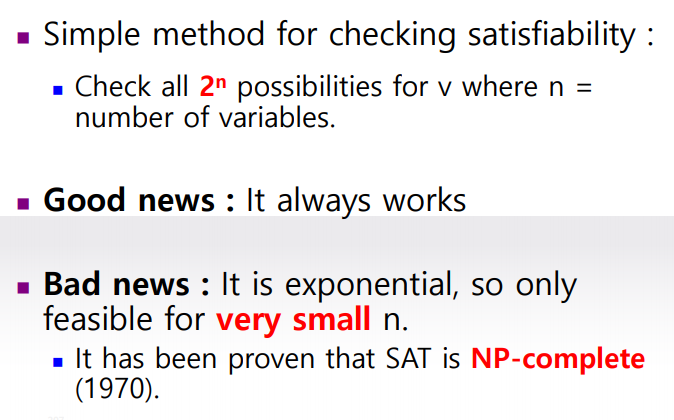 Simple method for checking satisfiability :
Check all 2ⁿ possibilities for v where n =
number of variables.
Good news : It always works
Bad news : It is exponential, so only
feasible for very small n.
It has been proven that SAT is NP-complete
(1970).